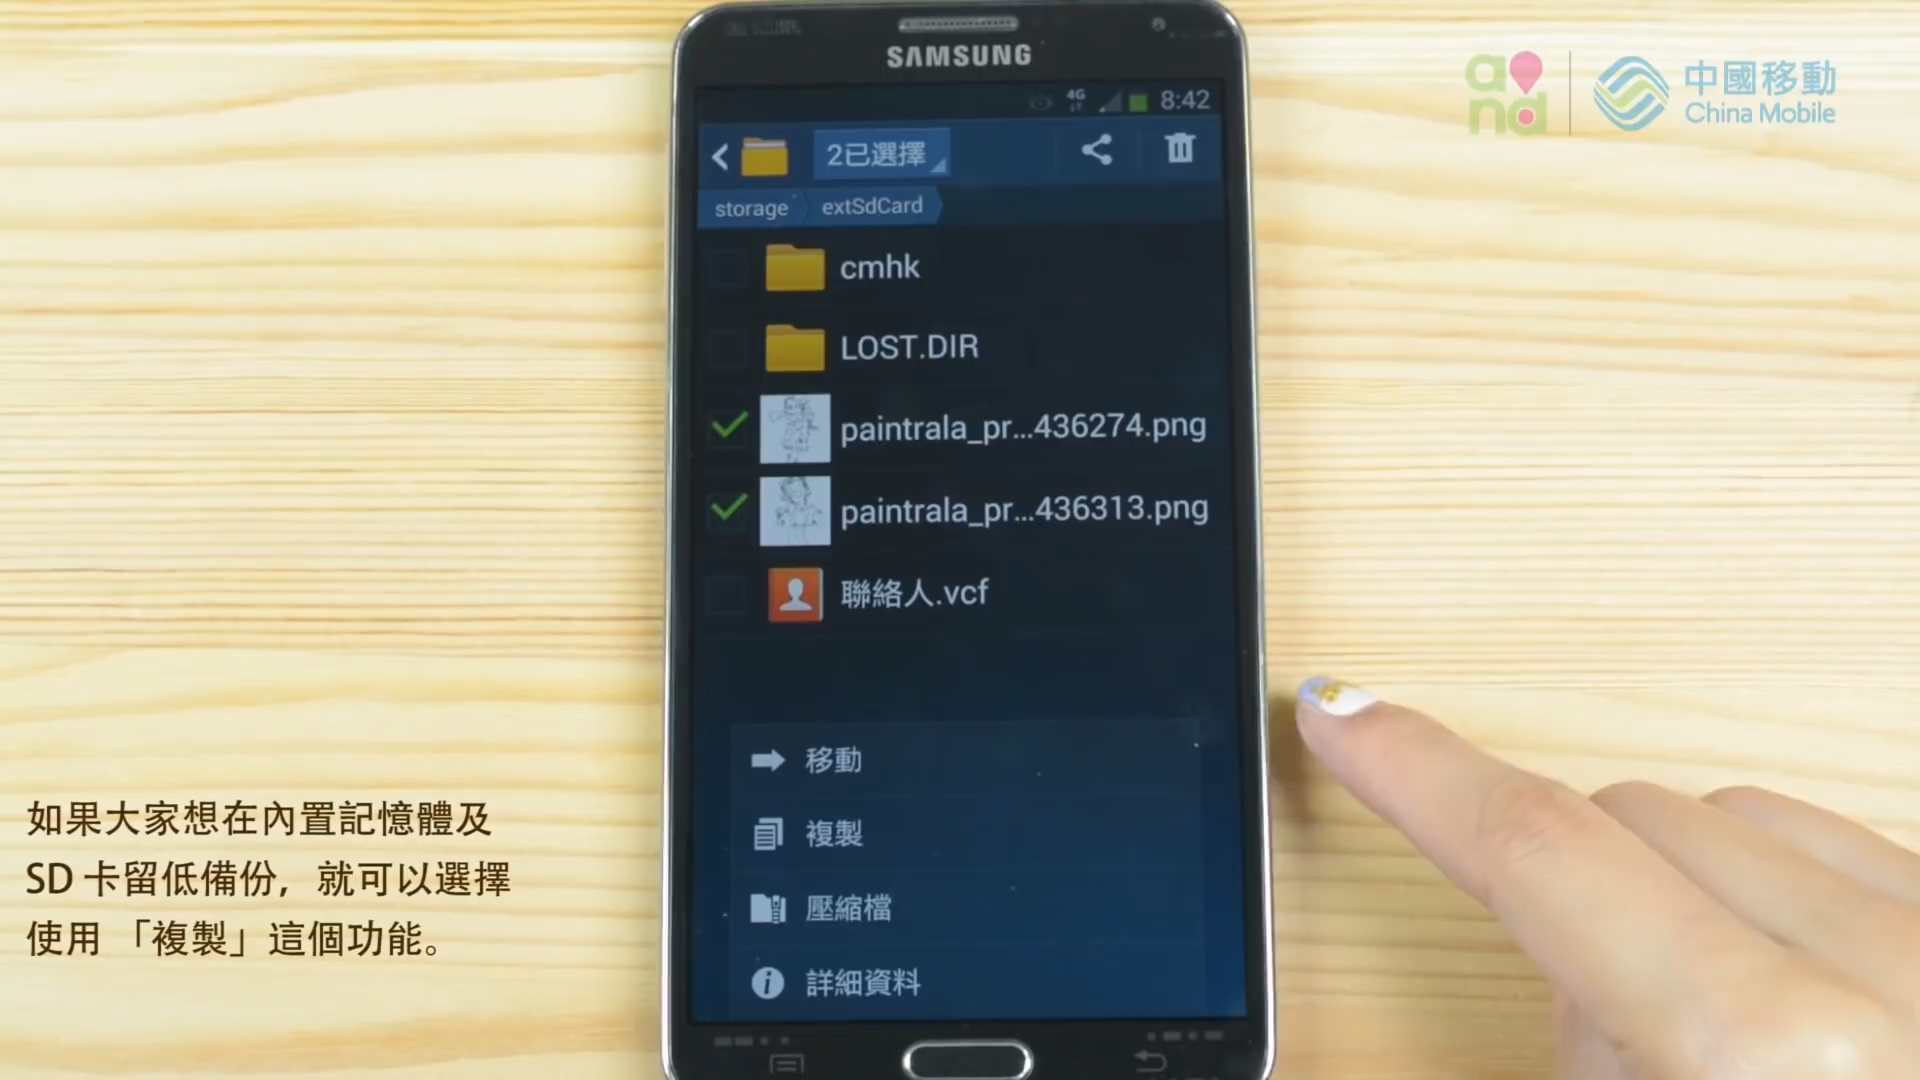 SAMSUNG
4G 8:42
2已選擇
storage extSdCard
cmhk
LOST.DIR
paintrala_pr...436274.png
paintrala_pr...436313.png
聯絡人.vcf
移動
複製
壓縮檔
詳細資料
and
中國移動
China Mobile
如果大家想在內置記憶體及
SD 卡留低備份，就可以選擇
使用 「複製」這個功能。